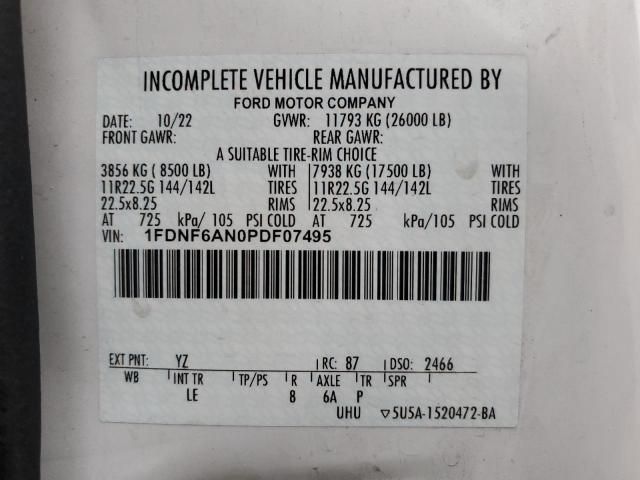 INCOMPLETE VEHICLE MANUFACTURED BY
FORD MOTOR COMPANY
DATE: 10/22 GVWR: 11793 KG (26000 LB)
FRONT GAWR: REAR GAWR:
A SUITABLE TIRE-RIM CHOICE
3856 KG ( 8500 LB) WITH 7938 KG (17500 LB) WITH
11R22.5G 144/142L TIRES 11R22.5G 144/142L TIRES
22.5x8.25 RIMS 22.5x8.25 RIMS
AT 725 kPa/ 105 PSI COLD AT 725 kPa/ 105 PSI COLD
VIN: 1FDNF6AN0PDF07495
EXT PNT: YZ RC: 87 DSO: 2466
WB INT TR TP/PS R AXLE TR SPR
LE 8 6A P
UHU ▽5U5A-1520472-BA